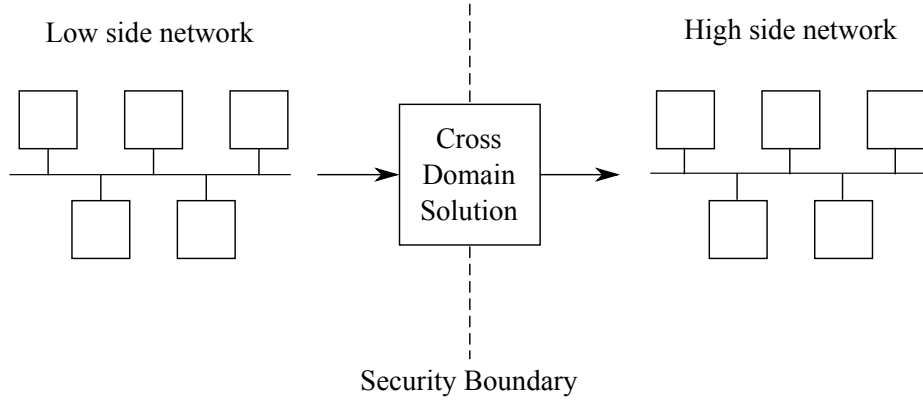 Low side network
High side network
Cross
Domain
Solution
Security Boundary